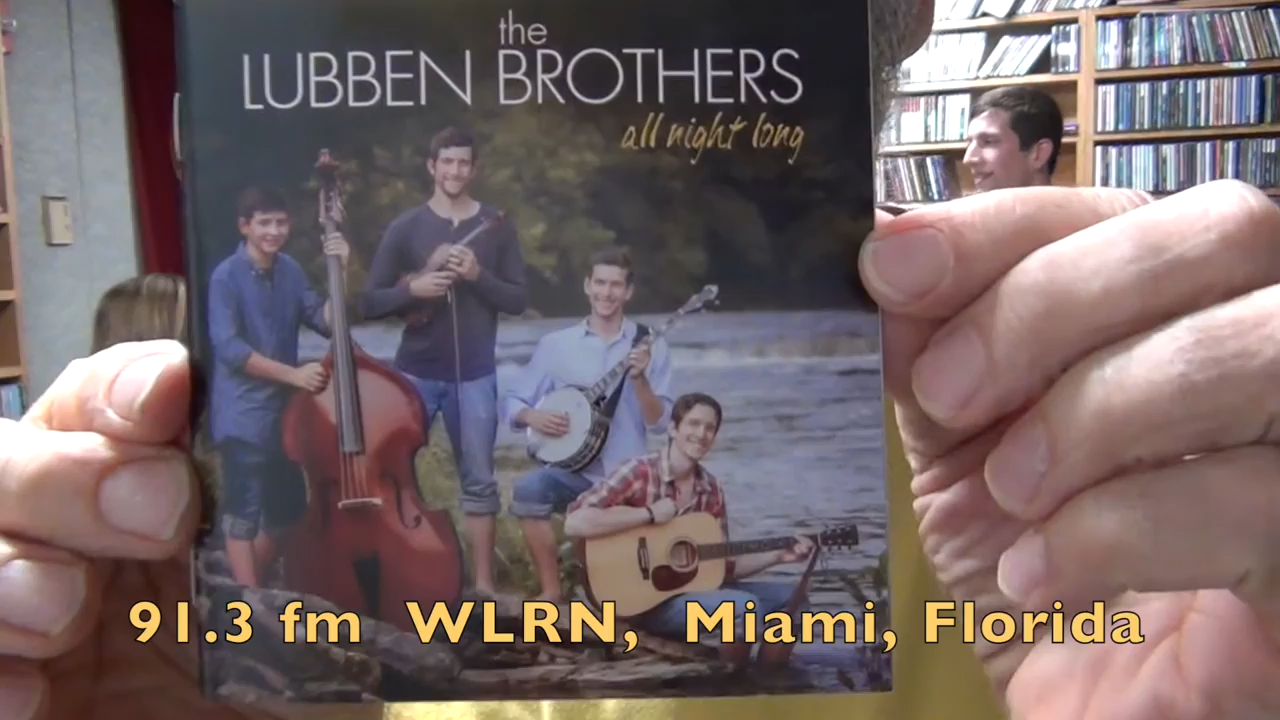 the
LUBBEN BROTHERS
all night long
91.3 fm WLRN, Miami, Florida